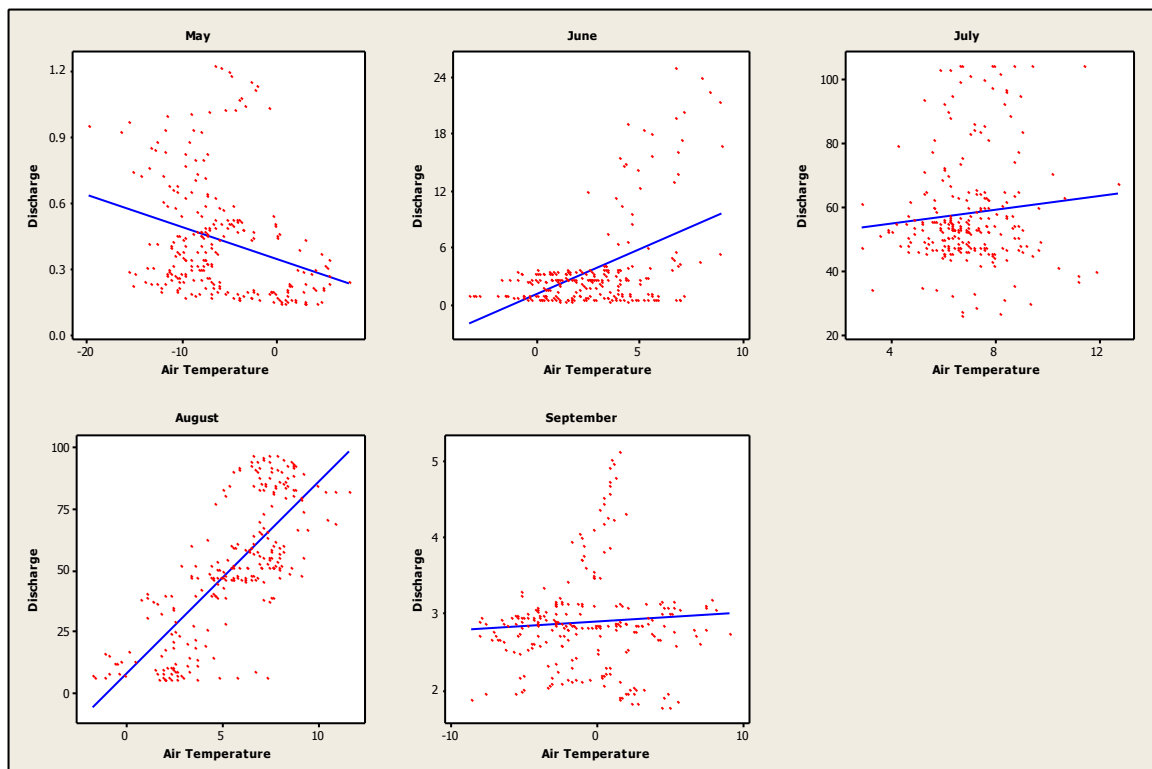 May
1.2
0.9
0.6
0.3
0.0
Discharge
-20 -10 0
Air Temperature
June
24
18
12
6
0
Discharge
0 5 10
Air Temperature
July
100
80
60
40
20
Discharge
4 8 12
Air Temperature
August
100
75
50
25
0
Discharge
0 5 10
Air Temperature
September
5
4
3
2
Discharge
-10 0 10
Air Temperature